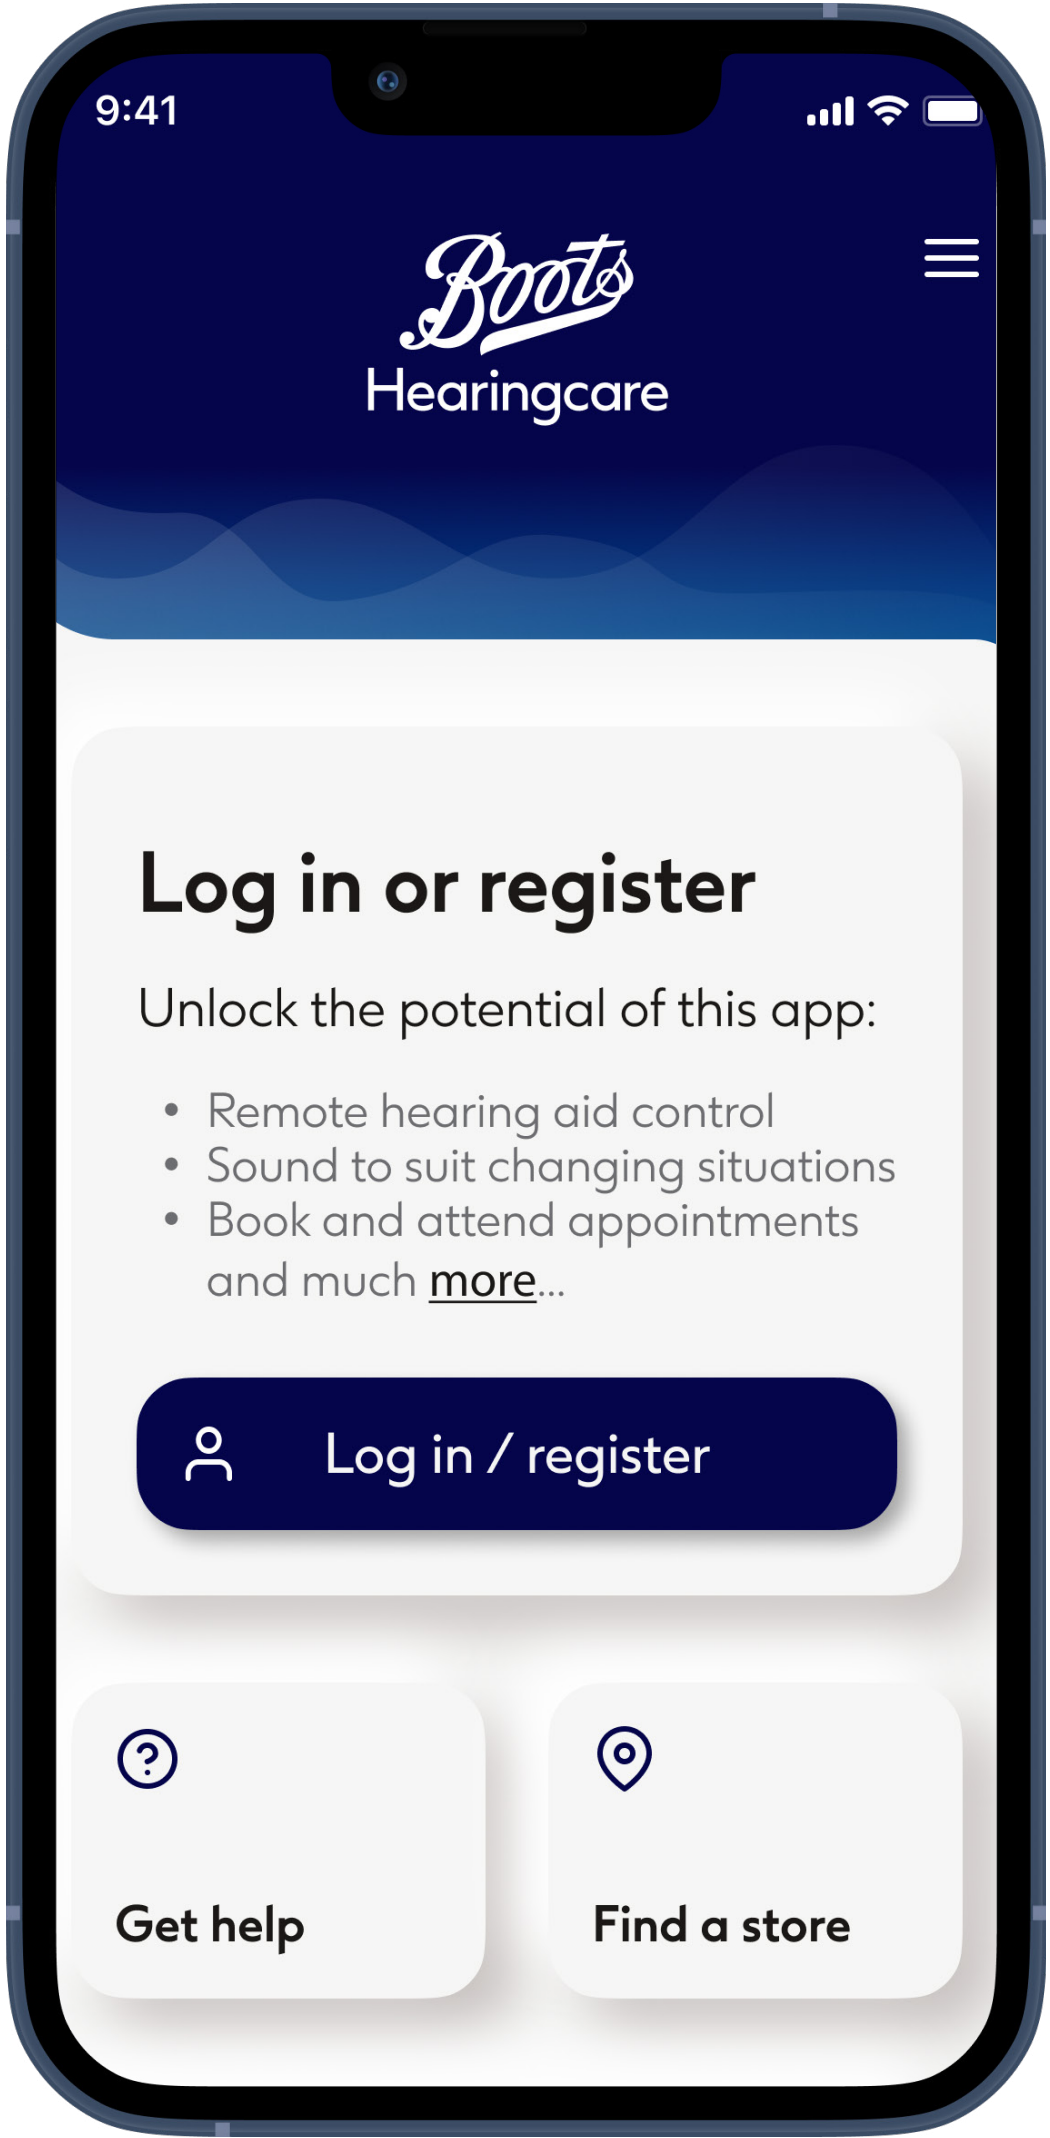 9:41
Boots
Hearingcare
Log in or register
Unlock the potential of this app:
• Remote hearing aid control
• Sound to suit changing situations
• Book and attend appointments
and much more...
Log in / register
Get help
Find a store